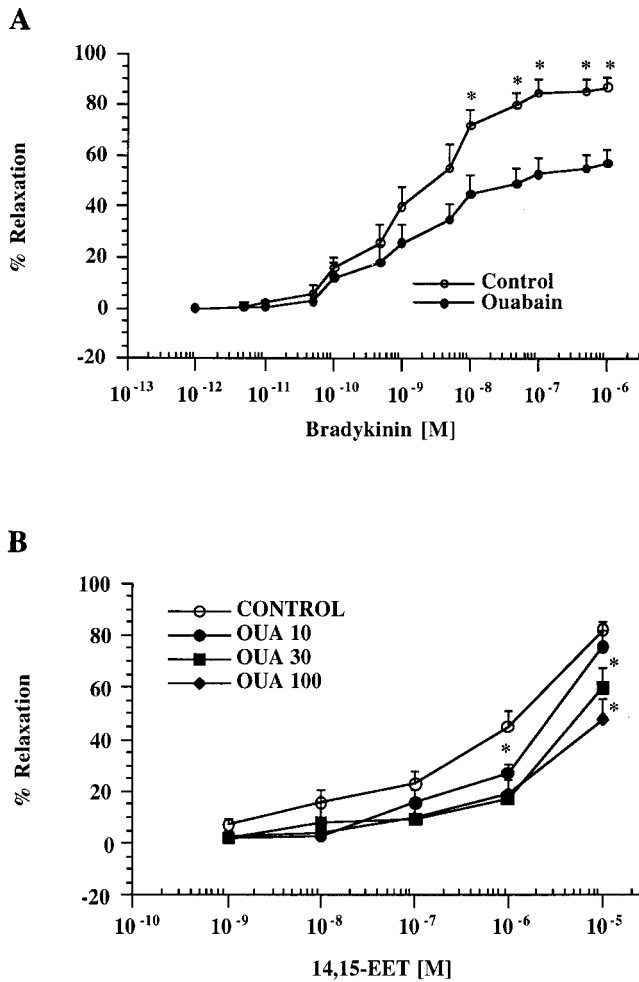 A
100
80
60
40
20
0
-20
% Relaxation
* * * * *
Control
Ouabain
10-13 10-12 10-11 10-10 10-9 10-8 10-7 10-6
Bradykinin [M]
B
100
80
60
40
20
0
-20
% Relaxation
CONTROL
OUA 10
OUA 30
OUA 100
*
*
*
10-10 10-9 10-8 10-7 10-6 10-5
14,15-EET [M]